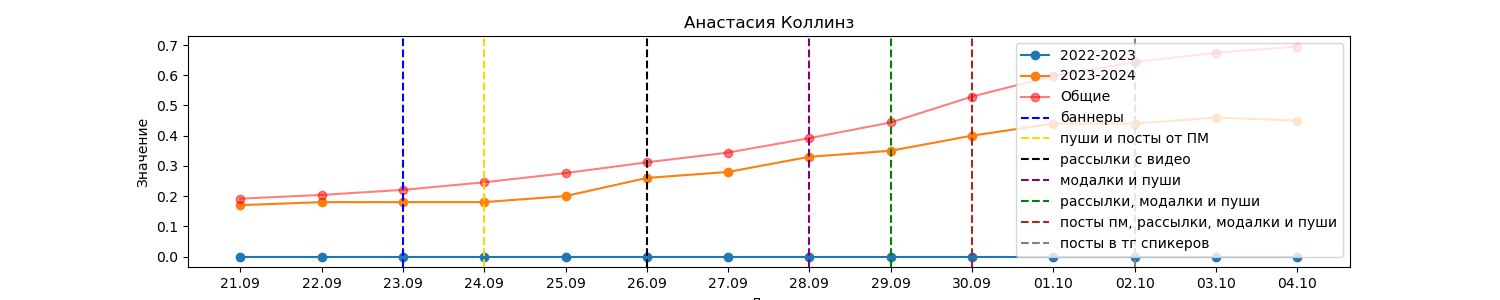 Анастасия Коллинз
Значение
0.7
0.6
0.5
0.4
0.3
0.2
0.1
0.0
2022-2023
2023-2024
Общие
баннеры
пуши и посты от ПМ
рассылки с видео
модалки и пуши
рассылки, модалки и пуши
посты пм, рассылки, модалки и пуши
посты в тг спикеров
21.09 22.09 23.09 24.09 25.09 26.09 27.09 28.09 29.09 30.09 01.10 02.10 03.10 04.10